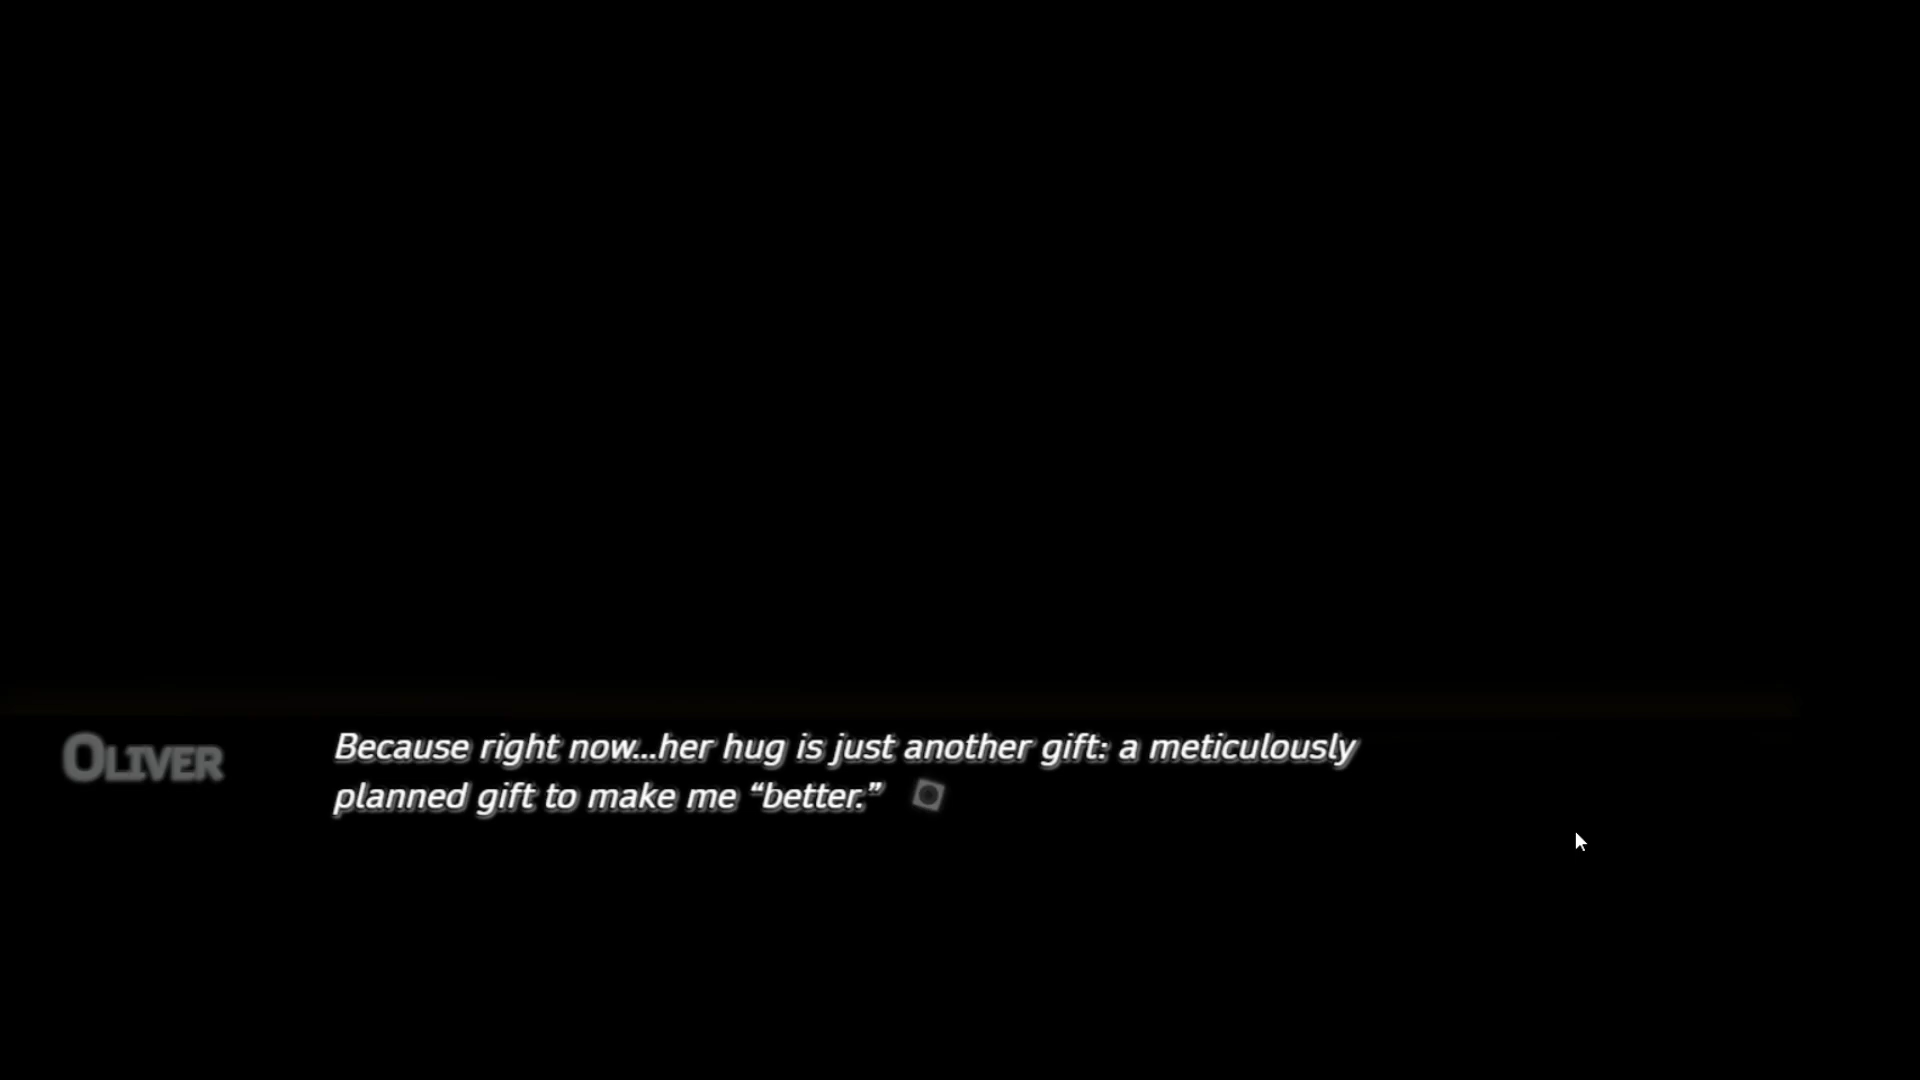 OLIVER
Because right now...her hug is just another gift: a meticulously
planned gift to make me “better.”